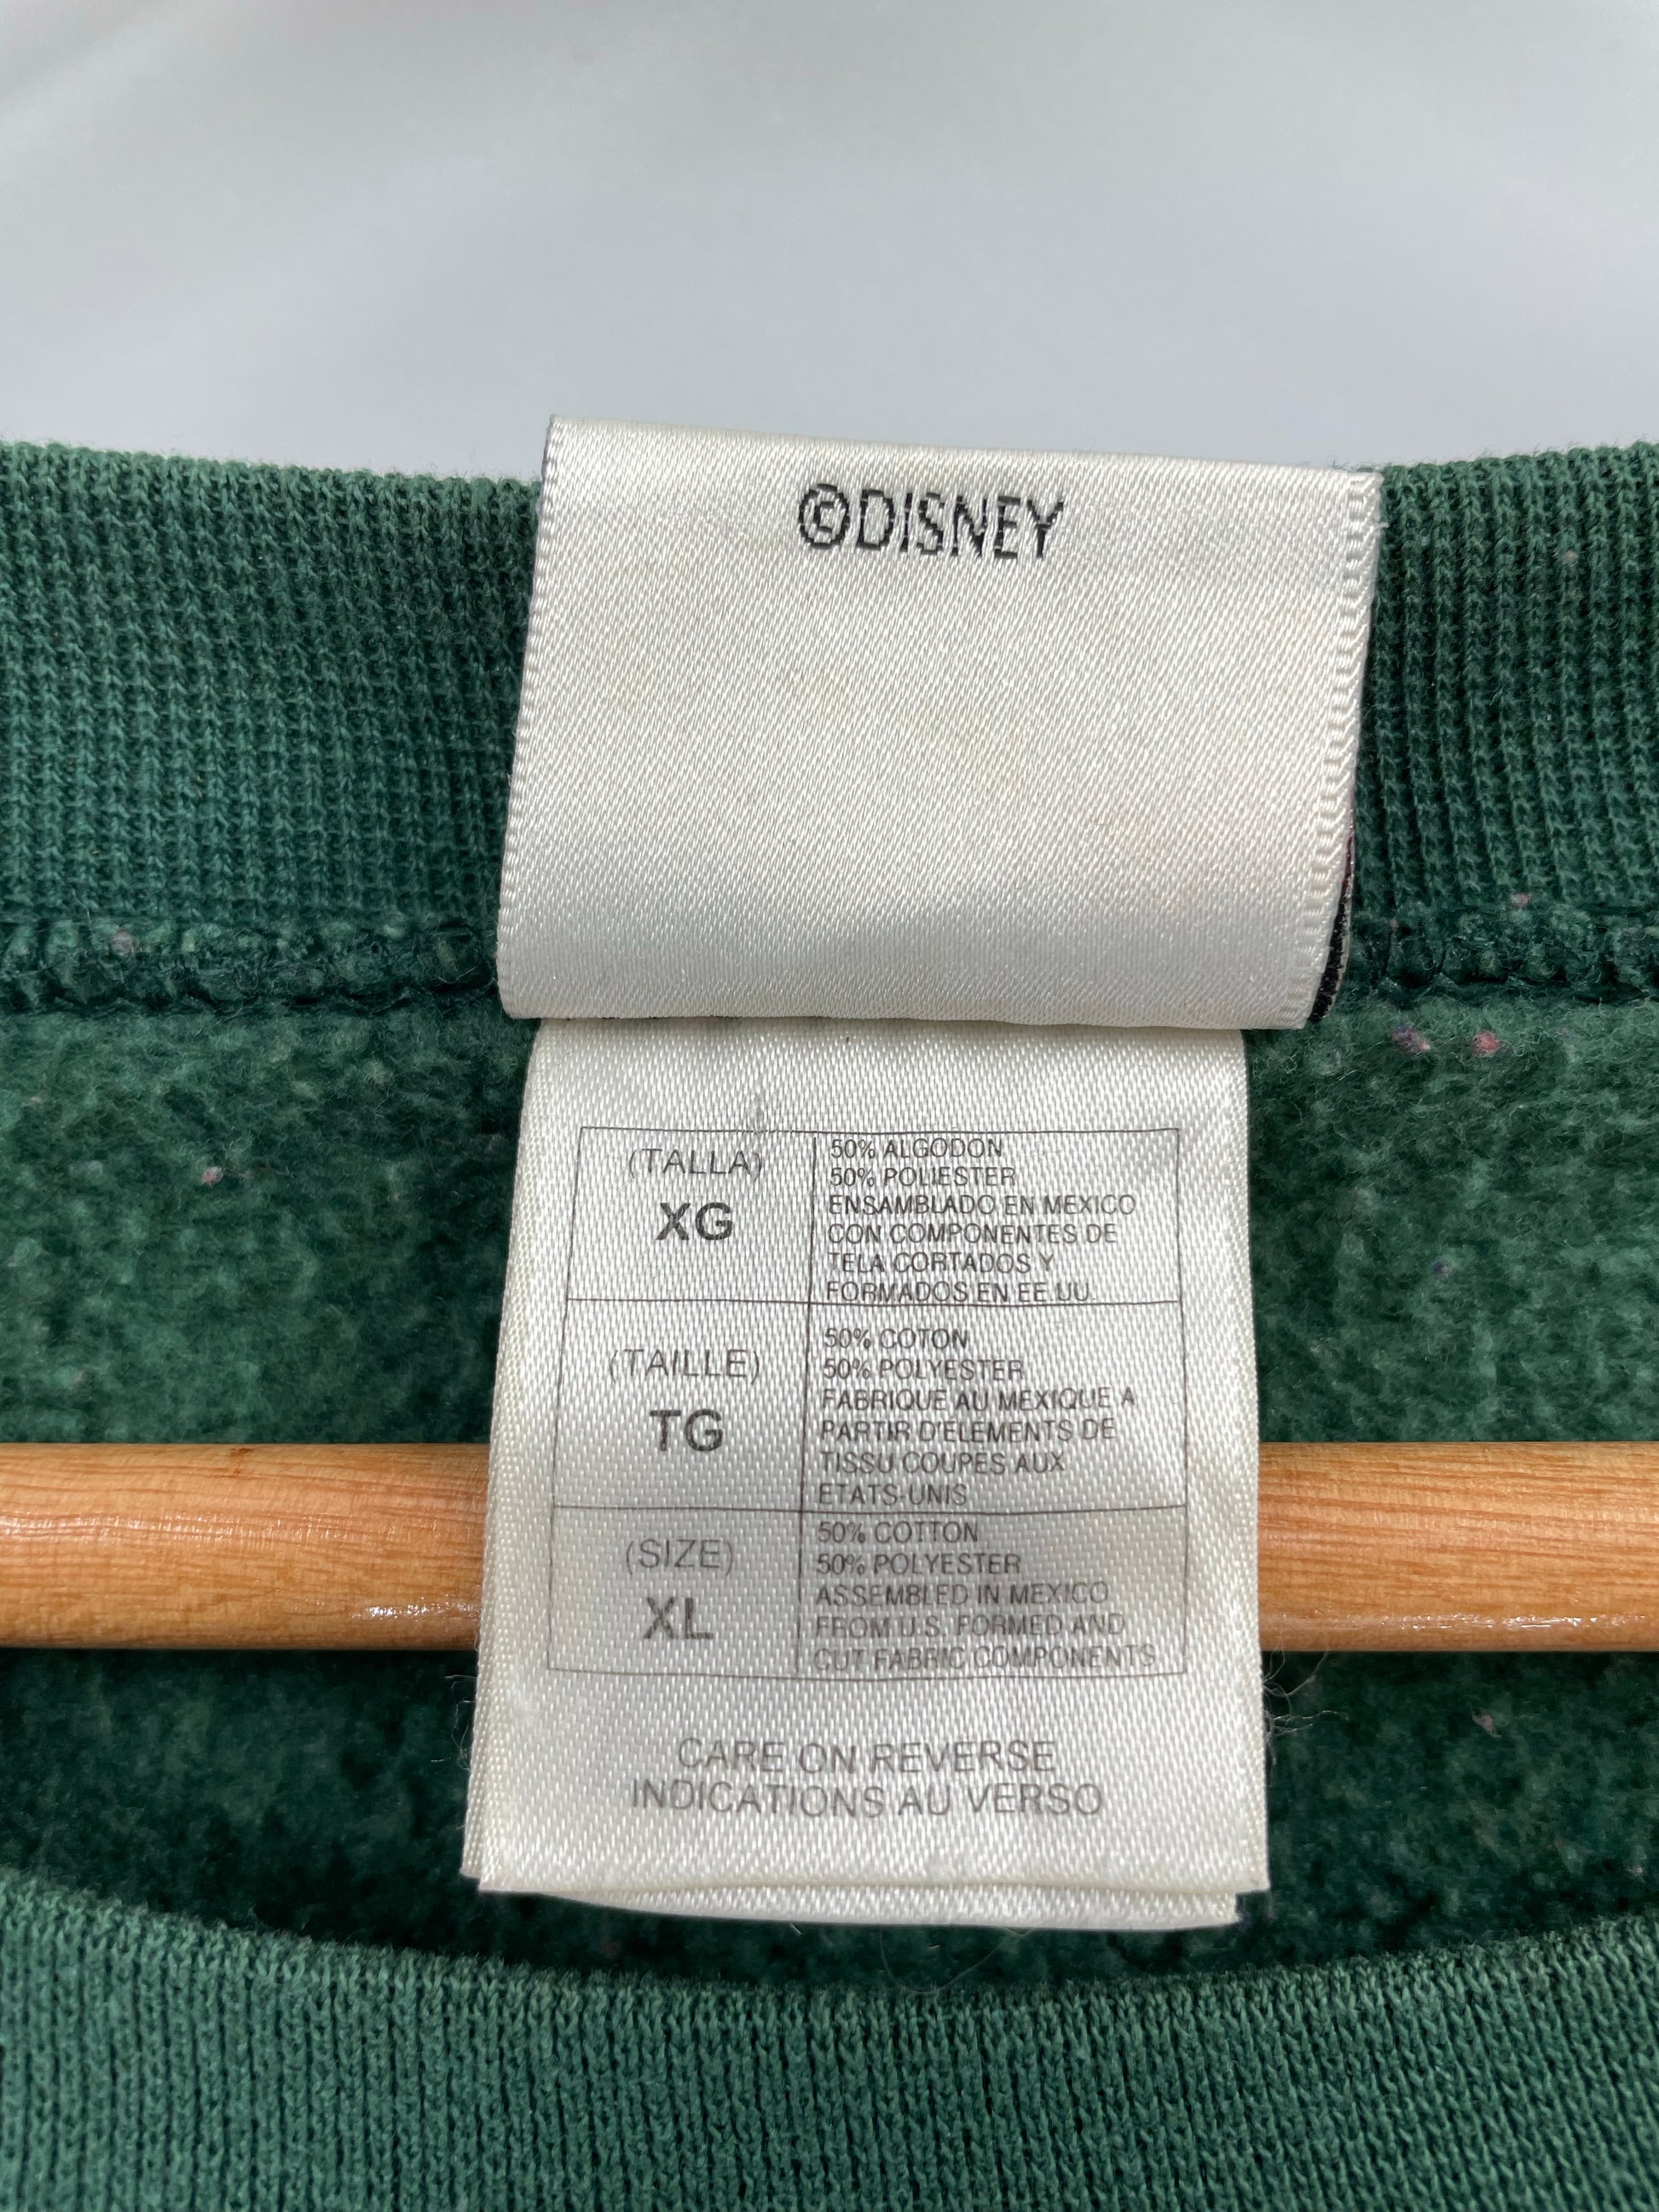 ©DISNEY
(TALLA)
XG
50% ALGODON
50% POLIESTER
ENSAMBLADO EN MEXICO
CON COMPONENTES DE
TELA CORTADOS Y
FORMADOS EN EE.UU.
(TAILLE)
TG
50% COTON
50% POLYESTER
FABRIQUE AU MEXIQUE A
PARTIR D'ELEMENTS DE
TISSU COUPES AUX
ETATS-UNIS
(SIZE)
XL
50% COTTON
50% POLYESTER
ASSEMBLED IN MEXICO
FROM U.S. FORMED AND
CUT FABRIC COMPONENTS
CARE ON REVERSE
INDICATIONS AU VERSO